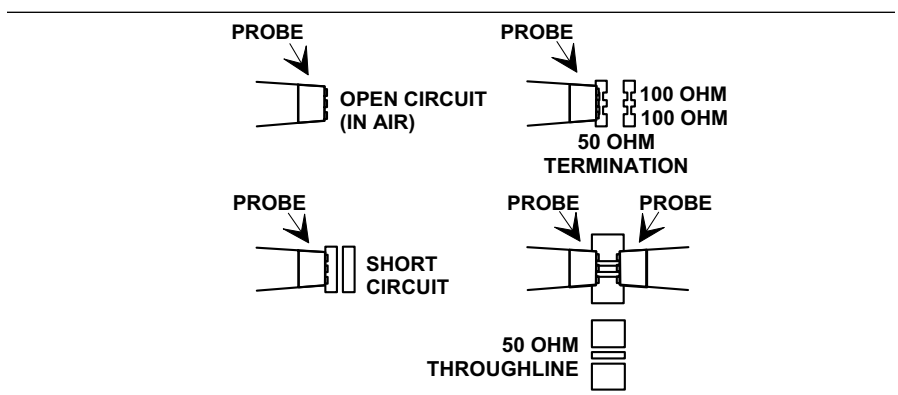 PROBE
OPEN CIRCUIT
(IN AIR)
PROBE
100 OHM
100 OHM
50 OHM
TERMINATION
PROBE
SHORT
CIRCUIT
PROBE
PROBE
50 OHM
THROUGHLINE